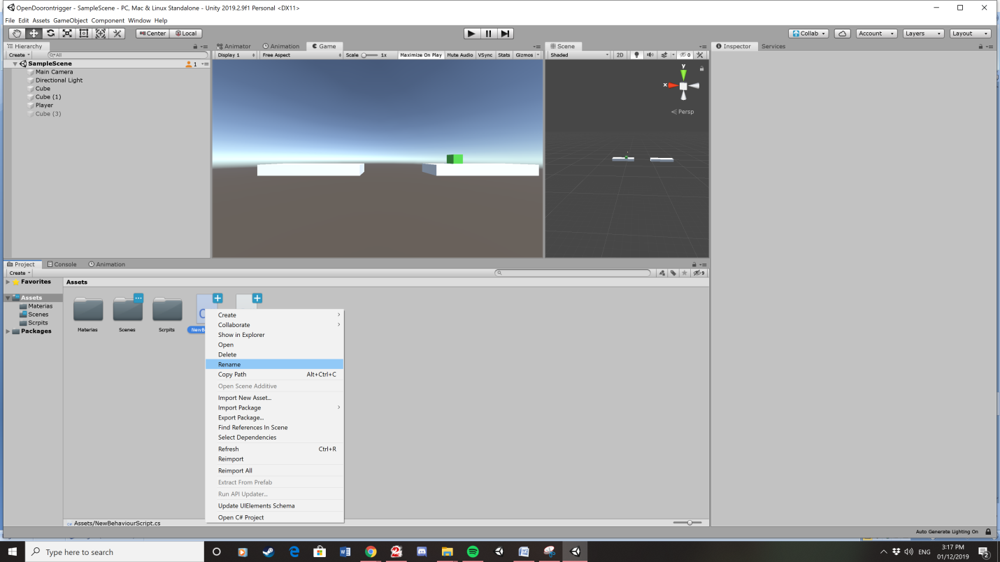 OpenDoorontrigger - SampleScene - PC, Mac & Linux Standalone - Unity 2019.2.9f1 Personal <DX11>
File Edit Assets GameObject Component Window Help
Center Local Collab Account Layers Layout
Hierarchy
Create All
SampleScene 1
Main Camera
Directional Light
Cube
Cube (1)
Player
Cube (3)
Animator Animation Game
Display 1 Free Aspect Scale 1x Maximize On Play Mute Audio VSync Stats Gizmos
Scene
Shaded 2D 0
y
x
Persp
Inspector Services
Project Console Animation
Create 9
Favorites
Assets
Materias
Scenes
Scrpits
Packages
Assets
Materias Scenes Scrpits NewB
Create
Collaborate
Show in Explorer
Open
Delete
Rename
Copy Path Alt+Ctrl+C
Open Scene Additive
Import New Asset...
Import Package
Export Package...
Find References In Scene
Select Dependencies
Refresh Ctrl+R
Reimport
Reimport All
Extract From Prefab
Run API Updater...
Update UIElements Schema
Open C# Project
Assets/NewBehaviourScript.cs
Auto Generate Lighting On
Type here to search
ENG
3:17 PM
01/12/2019
2